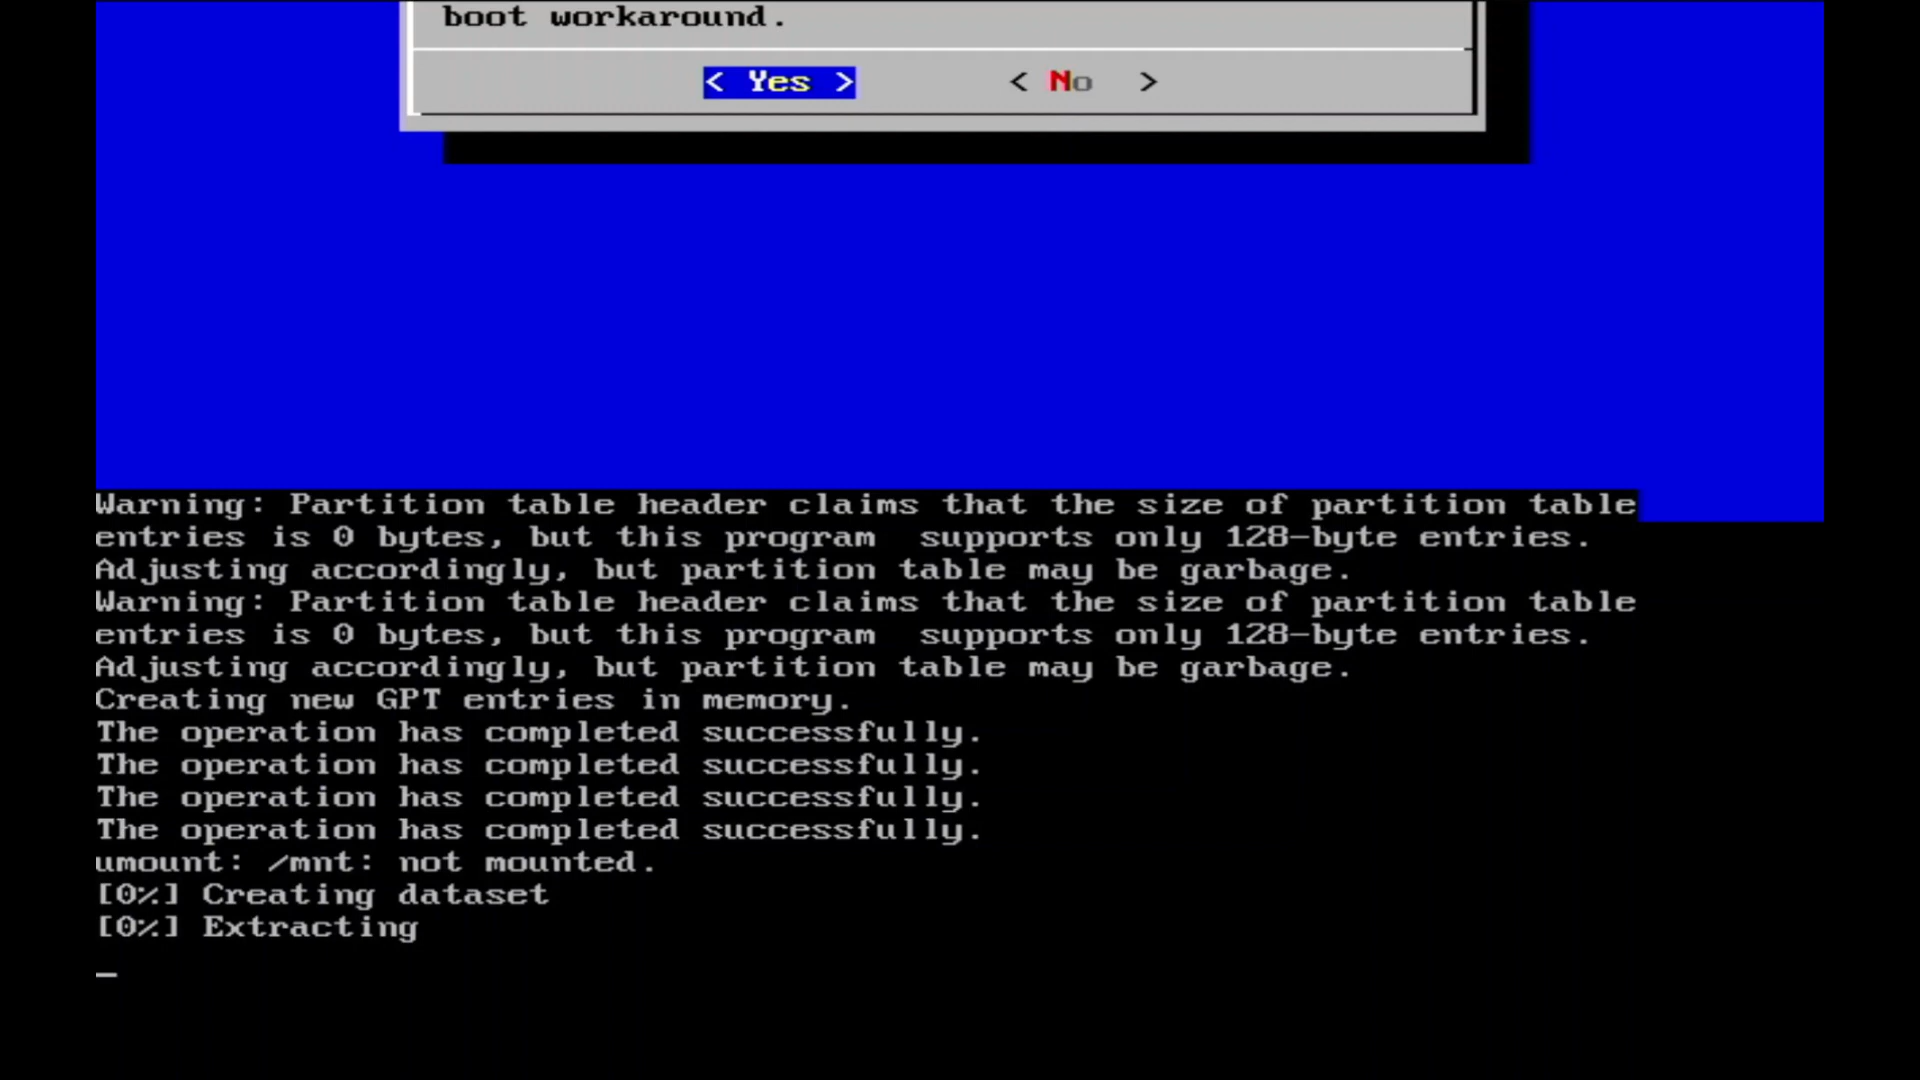 boot workaround.
< Yes > < No >
Warning: Partition table header claims that the size of partition table
entries is 0 bytes, but this program  supports only 128-byte entries.
Adjusting accordingly, but partition table may be garbage.
Warning: Partition table header claims that the size of partition table
entries is 0 bytes, but this program  supports only 128-byte entries.
Adjusting accordingly, but partition table may be garbage.
Creating new GPT entries in memory.
The operation has completed successfully.
The operation has completed successfully.
The operation has completed successfully.
The operation has completed successfully.
umount: /mnt: not mounted.
[0%] Creating dataset
[0%] Extracting
_